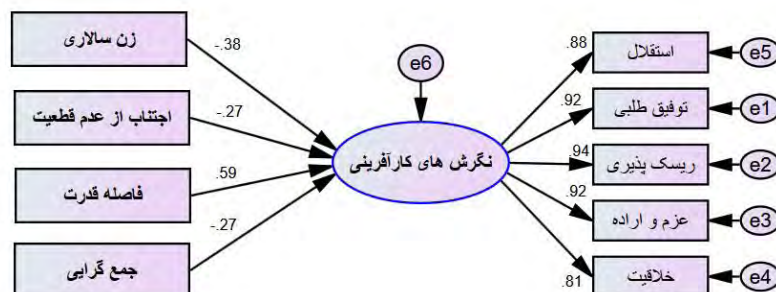 زن سالاری
اجتناب از عدم قطعیت
فاصله قدرت
جمع گرایی
-.38
-.27
.59
-.27
e6
نگرش های کارآفرینی
.88
.92
.94
.92
.81
استقلال
توفیق طلبی
ریسک پذیری
عزم و اراده
خلاقیت
e5
e1
e2
e3
e4